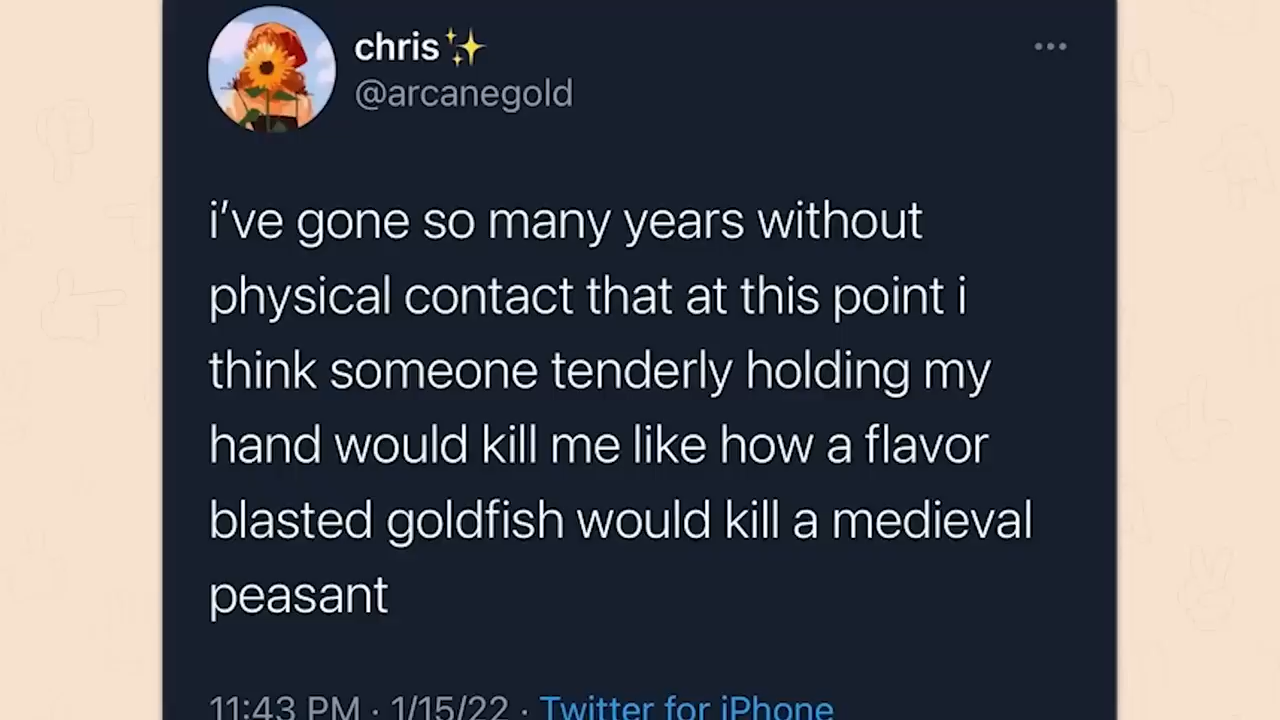 chris✨
@arcanegold
i’ve gone so many years without
physical contact that at this point i
think someone tenderly holding my
hand would kill me like how a flavor
blasted goldfish would kill a medieval
peasant
11:43 PM · 1/15/22 · Twitter for iPhone